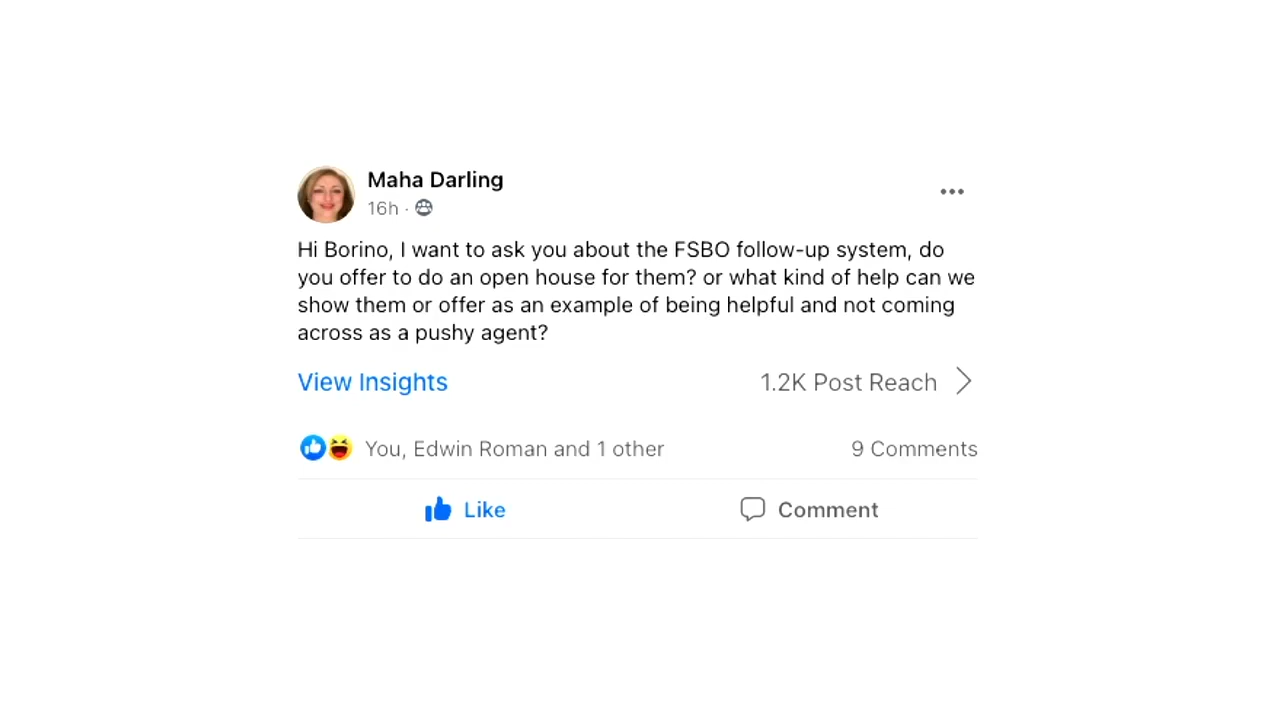 Maha Darling
16h ·
Hi Borino, I want to ask you about the FSBO follow-up system, do
you offer to do an open house for them? or what kind of help can we
show them or offer as an example of being helpful and not coming
across as a pushy agent?
View Insights
1.2K Post Reach
You, Edwin Roman and 1 other
9 Comments
Like
Comment